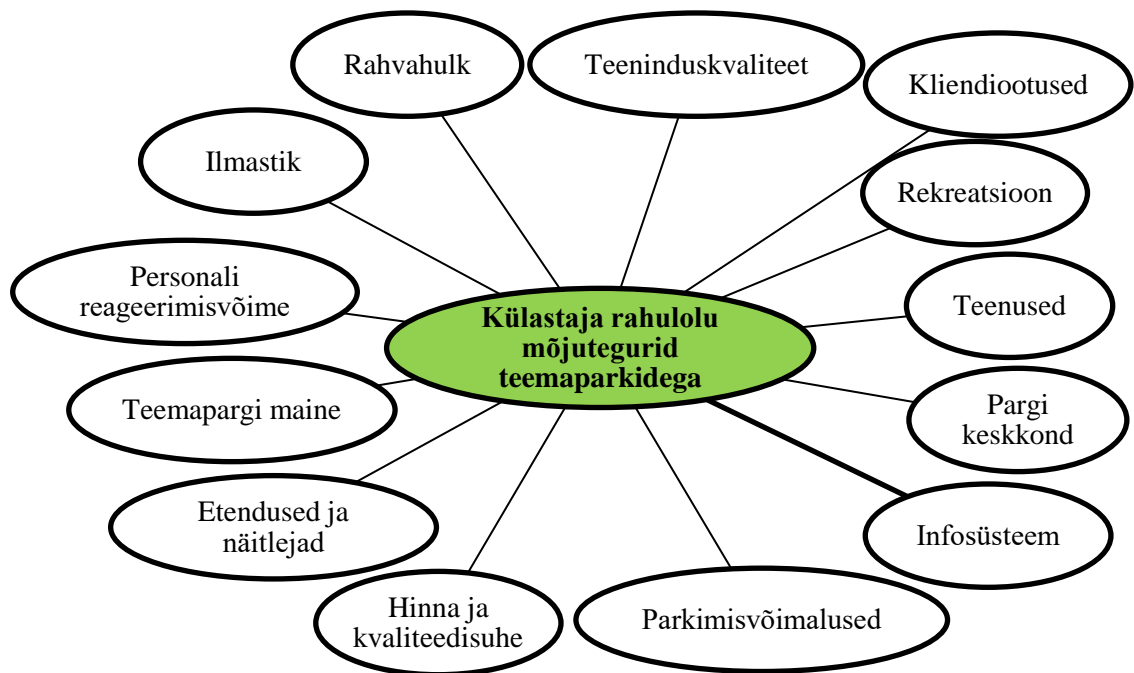 Rahvahulk
Teeninduskvaliteet
Kliendiootused
Ilmastik
Rekreatsioon
Personali
reageerimisvõime
Teenused
Külastaja rahulolu
mõjutegurid
teemaparkidega
Teemapargi maine
Pargi
keskkond
Etendused ja
näitlejad
Infosüsteem
Hinna ja
kvaliteedisuhe
Parkimisvõimalused